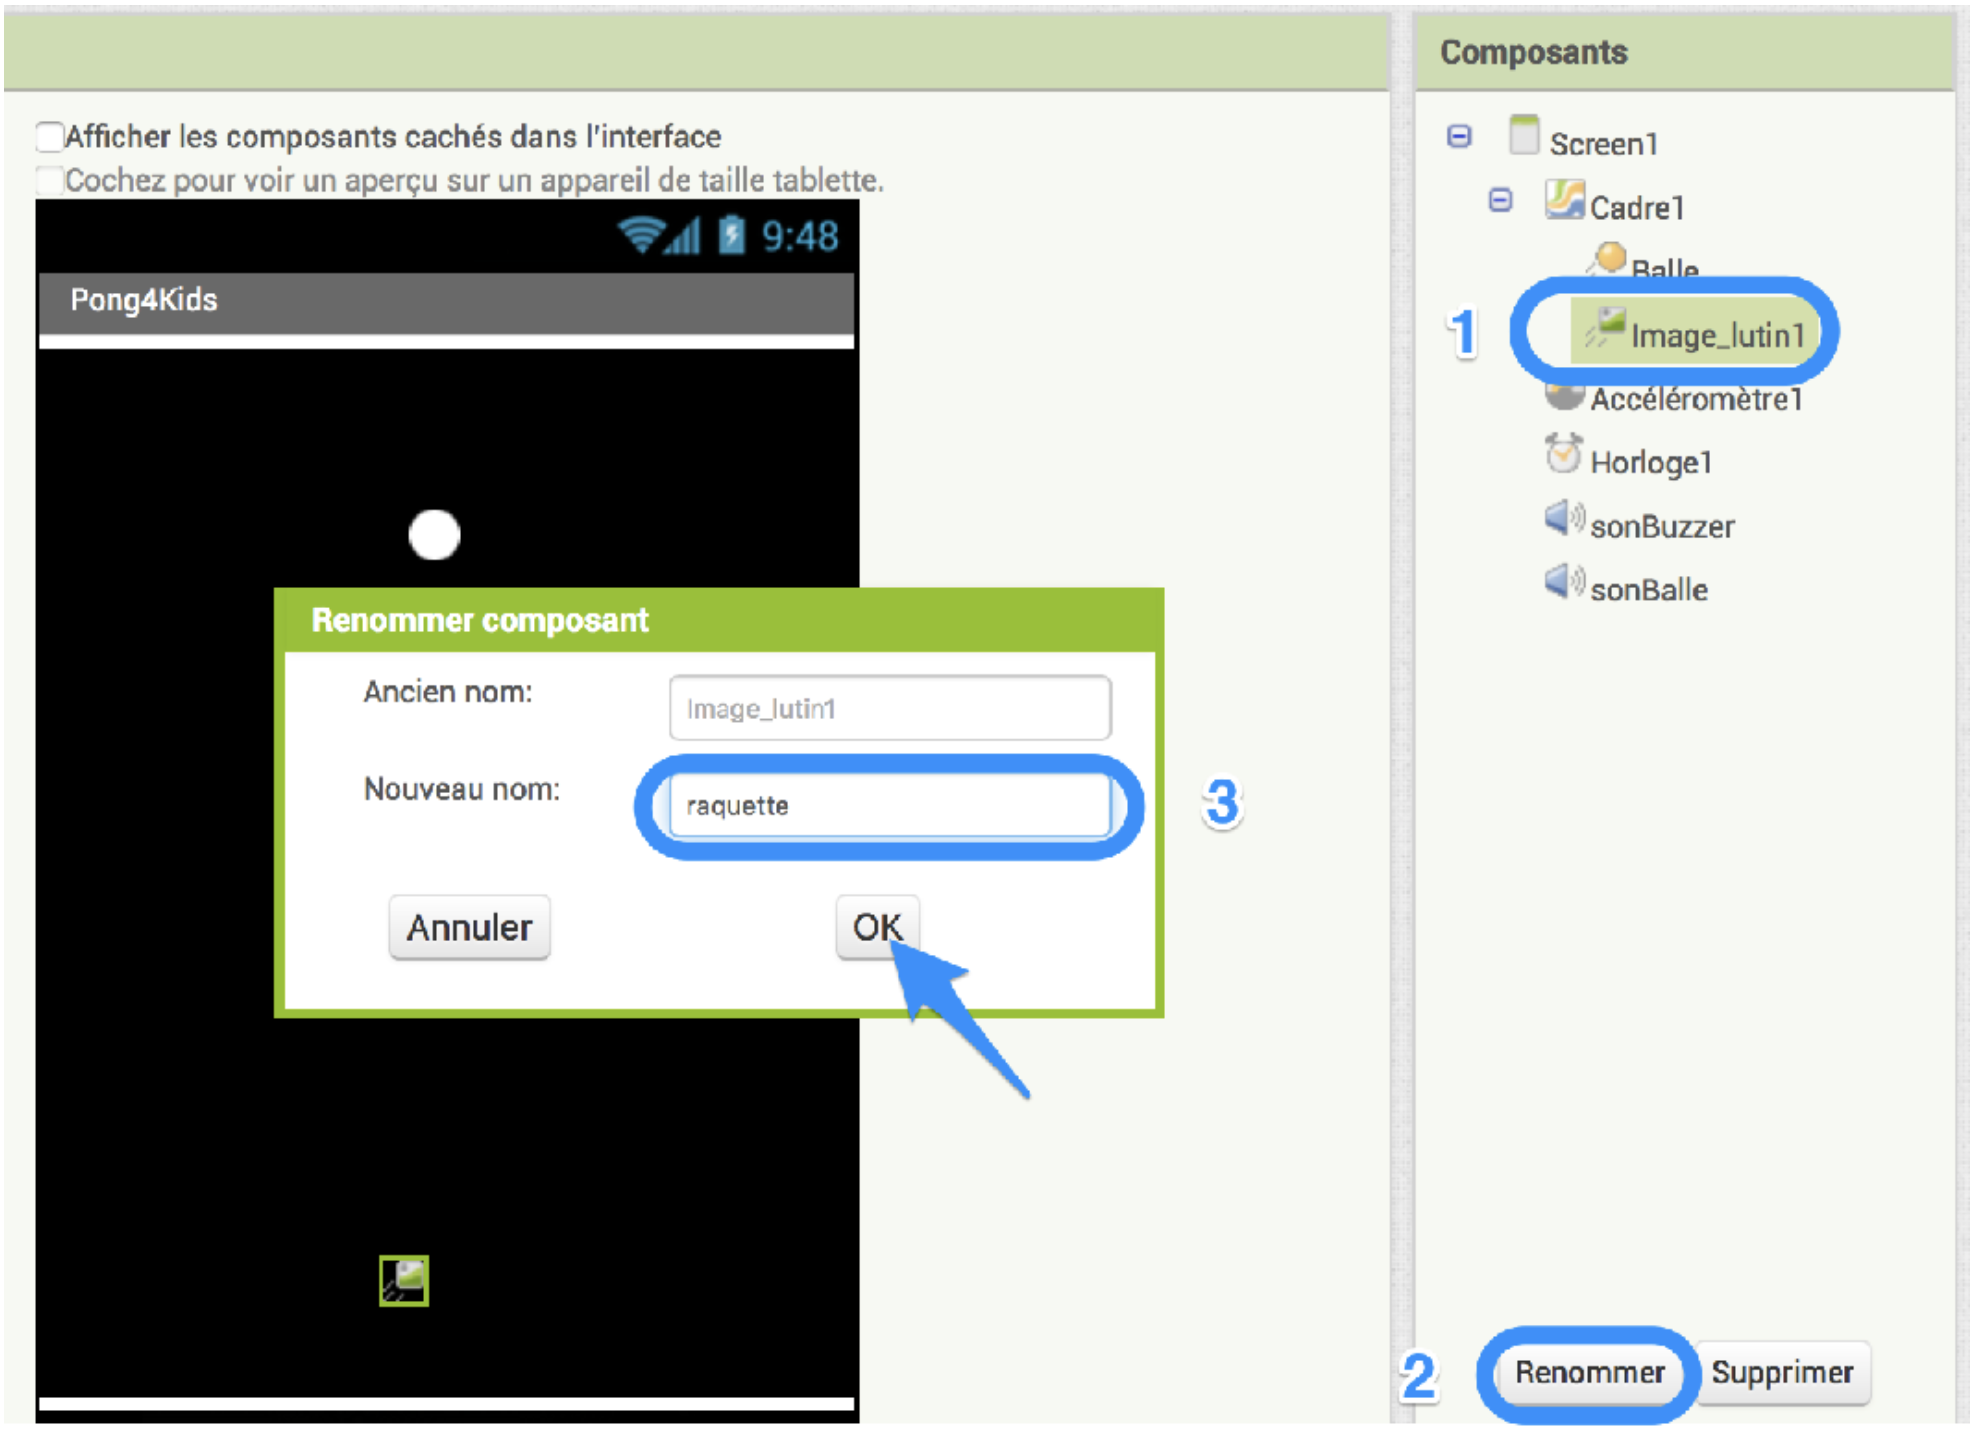 Composants
Afficher les composants cachés dans l'interface
Cochez pour voir un aperçu sur un appareil de taille tablette.
9:48
Pong4Kids
Screen1
Cadre1
Balle
1
Image_lutin1
Accéléromètre1
Horloge1
sonBuzzer
sonBalle
Renommer composant
Ancien nom:
Image_lutin1
Nouveau nom:
raquette
3
Annuler
OK
2
Renommer
Supprimer